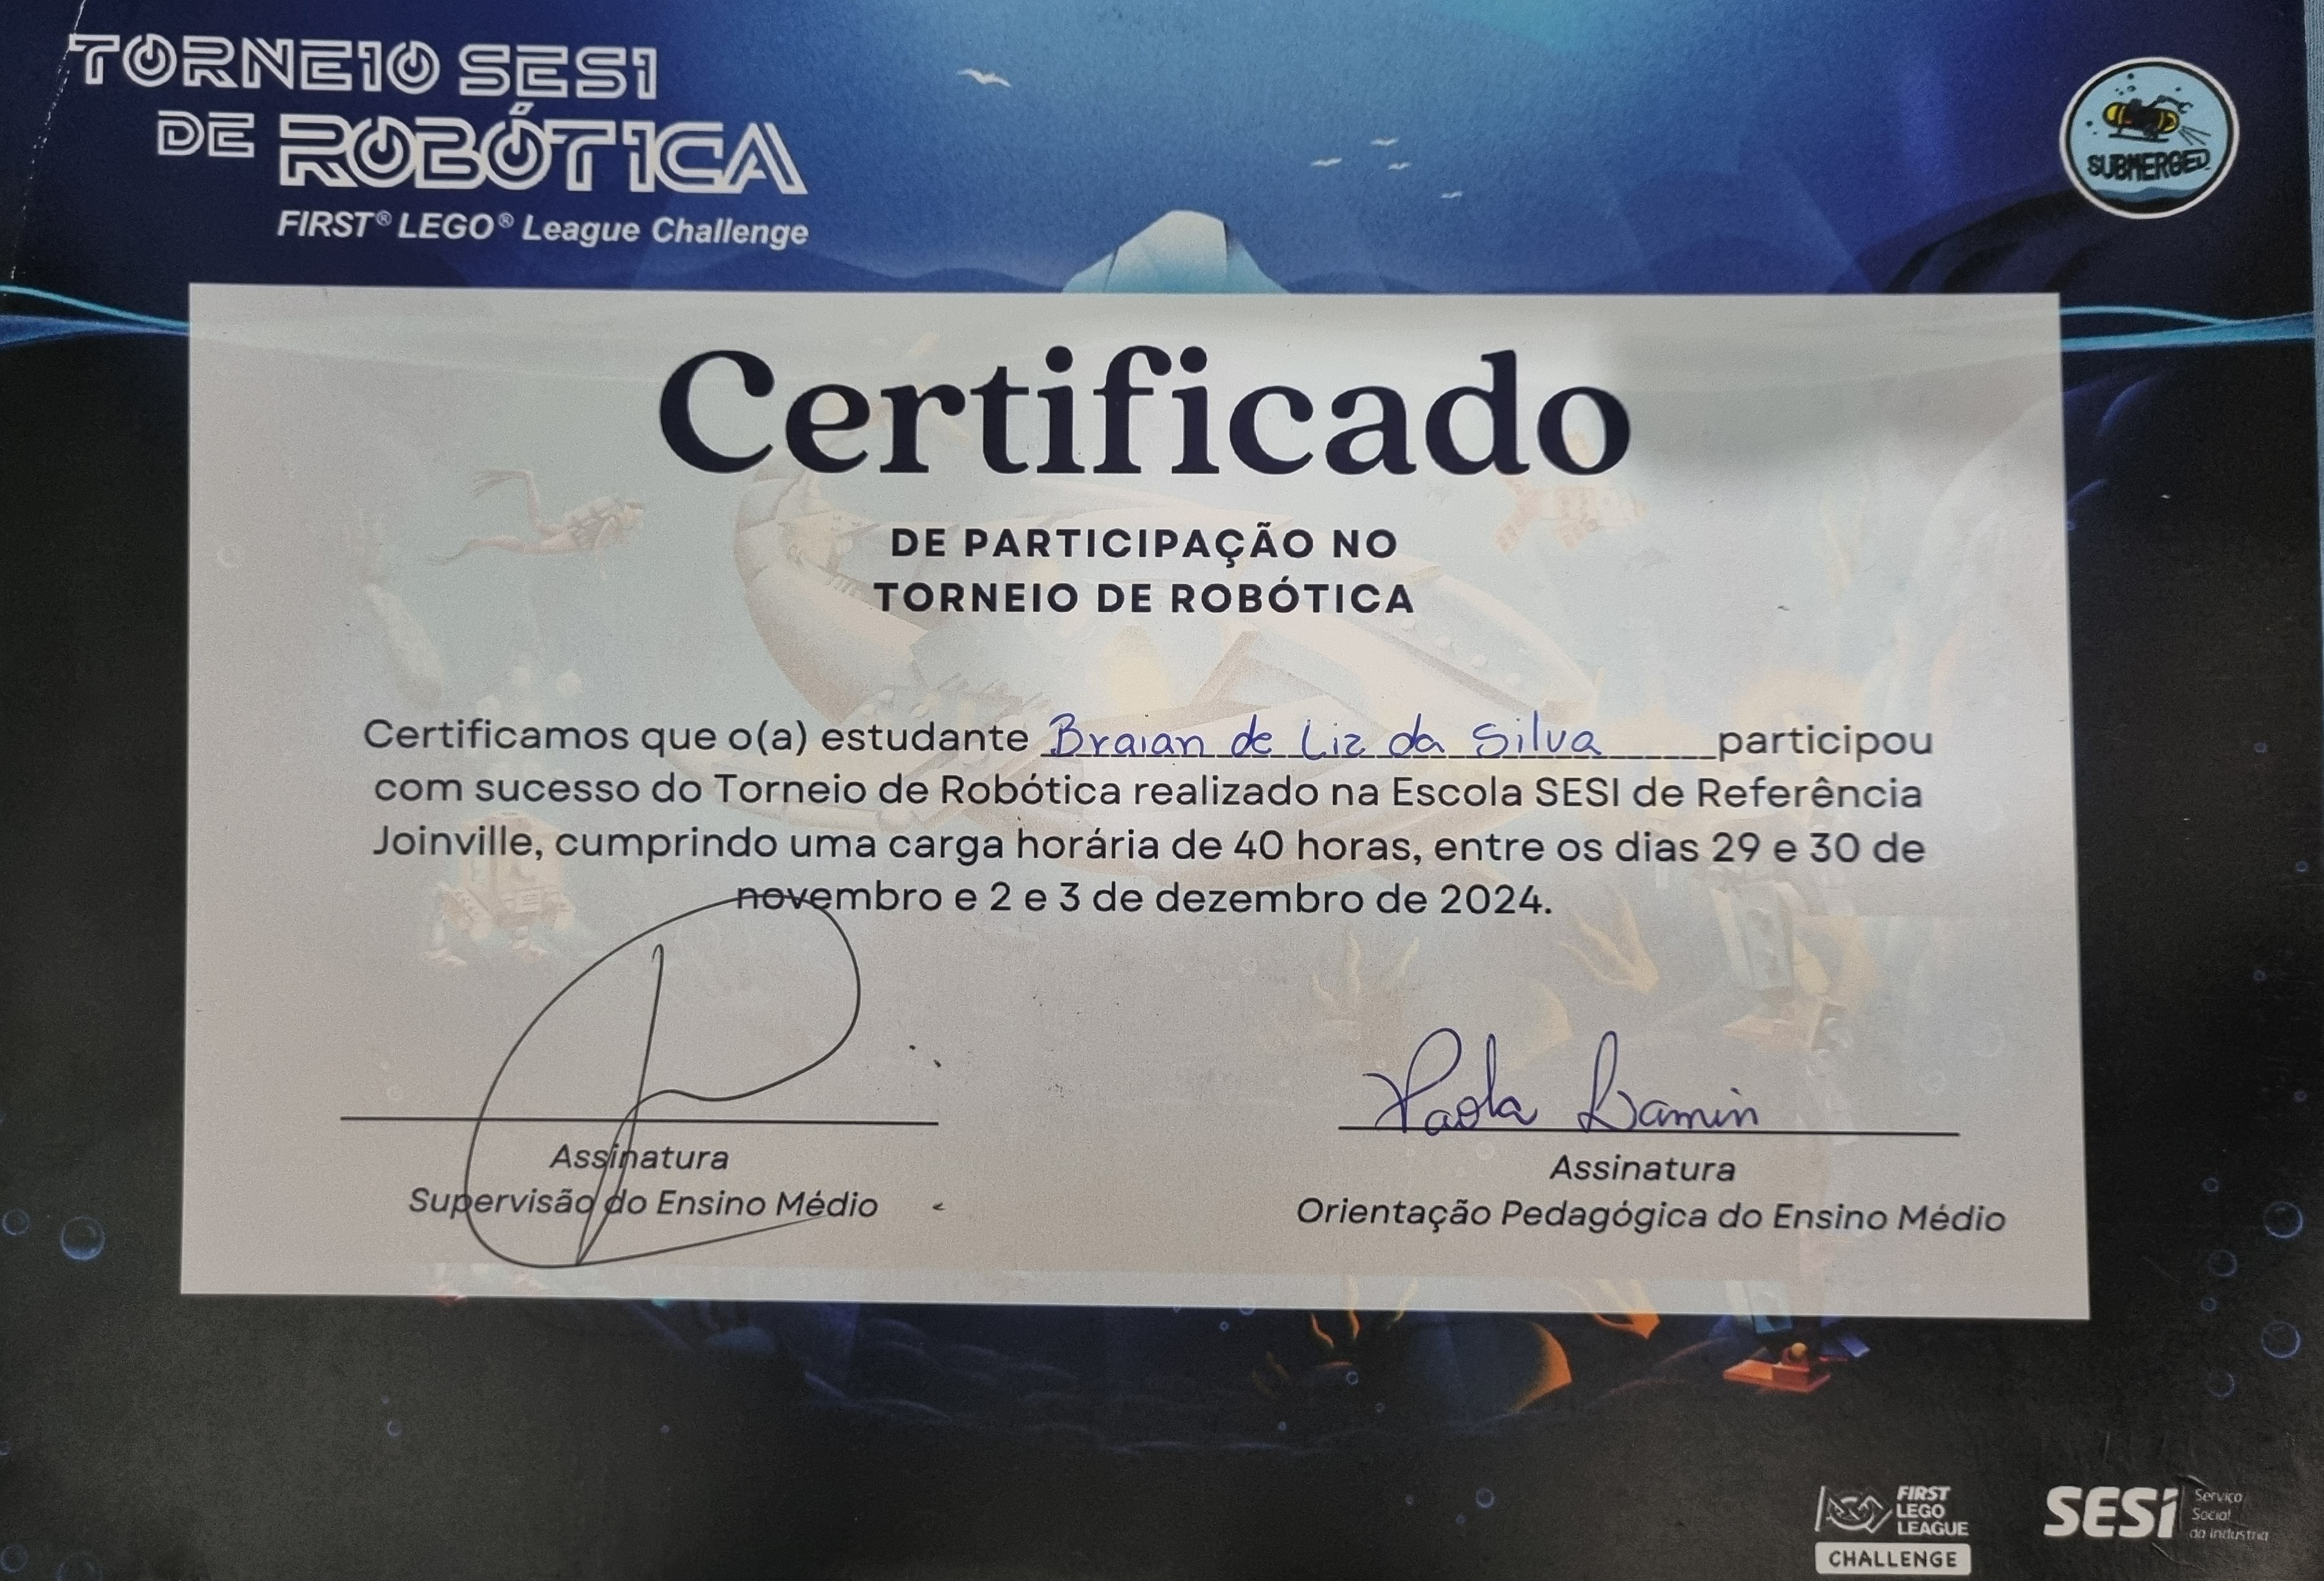 TORNEIO SESI
DE ROBÓTICA
FIRST® LEGO® League Challenge
SUBMERGED
Certificado
DE PARTICIPAÇÃO NO
TORNEIO DE ROBÓTICA
Certificamos que o(a) estudante Braian de Liz da Silva participou
com sucesso do Torneio de Robótica realizado na Escola SESI de Referência
Joinville, cumprindo uma carga horária de 40 horas, entre os dias 29 e 30 de
novembro e 2 e 3 de dezembro de 2024.
Assinatura
Supervisão do Ensino Médio
Paola Damin
Assinatura
Orientação Pedagógica do Ensino Médio
FIRST
LEGO
LEAGUE
CHALLENGE
SESI
Serviço
Social
da Indústria